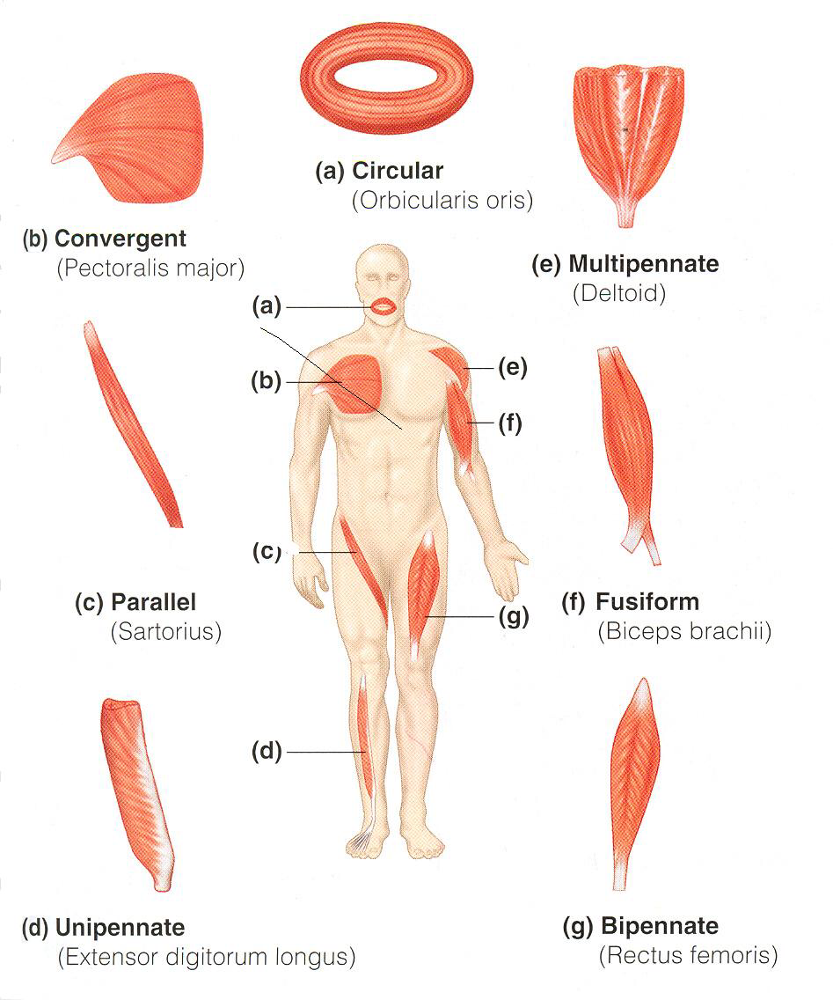 (a) Circular
(Orbicularis oris)
(b) Convergent
(Pectoralis major)
(e) Multipennate
(Deltoid)
(a)
(b)
(e)
(f)
(c)
(g)
(d)
(c) Parallel
(Sartorius)
(f) Fusiform
(Biceps brachii)
(d) Unipennate
(Extensor digitorum longus)
(g) Bipennate
(Rectus femoris)